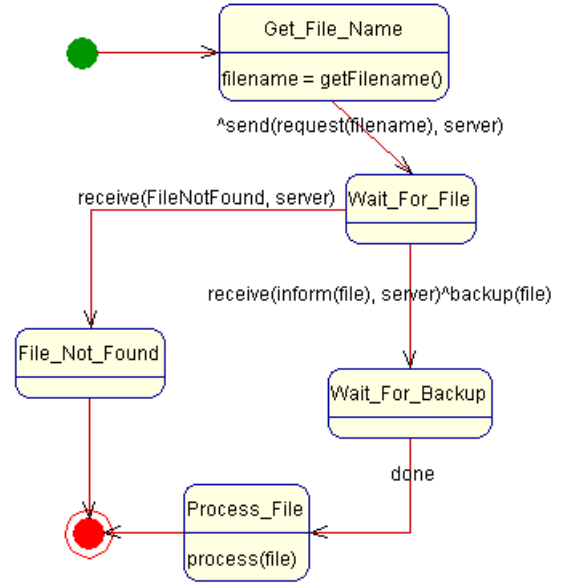 Get_File_Name
filename = getFilename()
^send(request(filename), server)
Wait_For_File
receive(FileNotFound, server)
receive(inform(file), server)^backup(file)
File_Not_Found
Wait_For_Backup
done
Process_File
process(file)